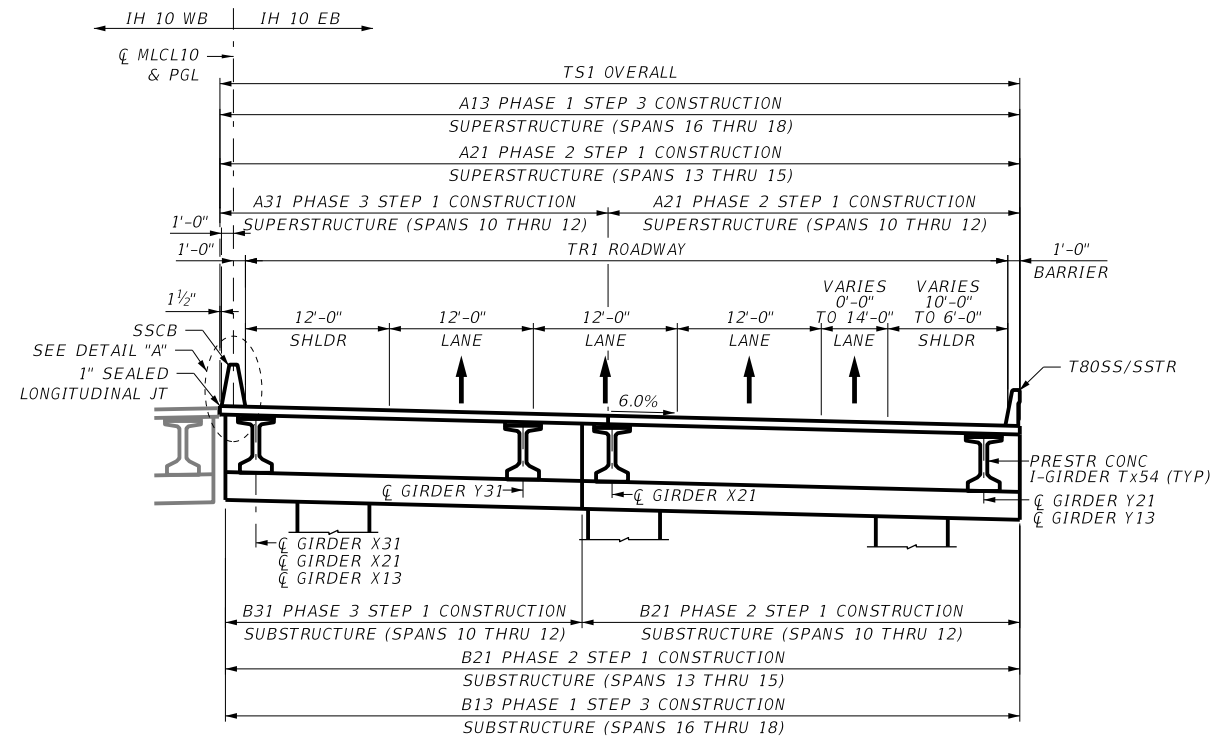 IH 10 WB
IH 10 EB
℄ MLCL10
& PGL
TS1 OVERALL
A13 PHASE 1 STEP 3 CONSTRUCTION
SUPERSTRUCTURE (SPANS 16 THRU 18)
A21 PHASE 2 STEP 1 CONSTRUCTION
SUPERSTRUCTURE (SPANS 13 THRU 15)
A31 PHASE 3 STEP 1 CONSTRUCTION
SUPERSTRUCTURE (SPANS 10 THRU 12)
A21 PHASE 2 STEP 1 CONSTRUCTION
SUPERSTRUCTURE (SPANS 10 THRU 12)
1'-0"
1'-0"
TR1 ROADWAY
1'-0"
BARRIER
1½"
12'-0"
SHLDR
12'-0"
LANE
12'-0"
LANE
12'-0"
LANE
VARIES
0'-0"
TO 14'-0"
LANE
VARIES
10'-0"
TO 6'-0"
SHLDR
SSCB
SEE DETAIL "A"
1" SEALED
LONGITUDINAL JT
T80SS/SSTR
6.0%
PRESTR CONC
I-GIRDER Tx54 (TYP)
℄ GIRDER Y31
℄ GIRDER X21
℄ GIRDER Y21
℄ GIRDER Y13
℄ GIRDER X31
℄ GIRDER X21
℄ GIRDER X13
B31 PHASE 3 STEP 1 CONSTRUCTION
SUBSTRUCTURE (SPANS 10 THRU 12)
B21 PHASE 2 STEP 1 CONSTRUCTION
SUBSTRUCTURE (SPANS 10 THRU 12)
B21 PHASE 2 STEP 1 CONSTRUCTION
SUBSTRUCTURE (SPANS 13 THRU 15)
B13 PHASE 1 STEP 3 CONSTRUCTION
SUBSTRUCTURE (SPANS 16 THRU 18)